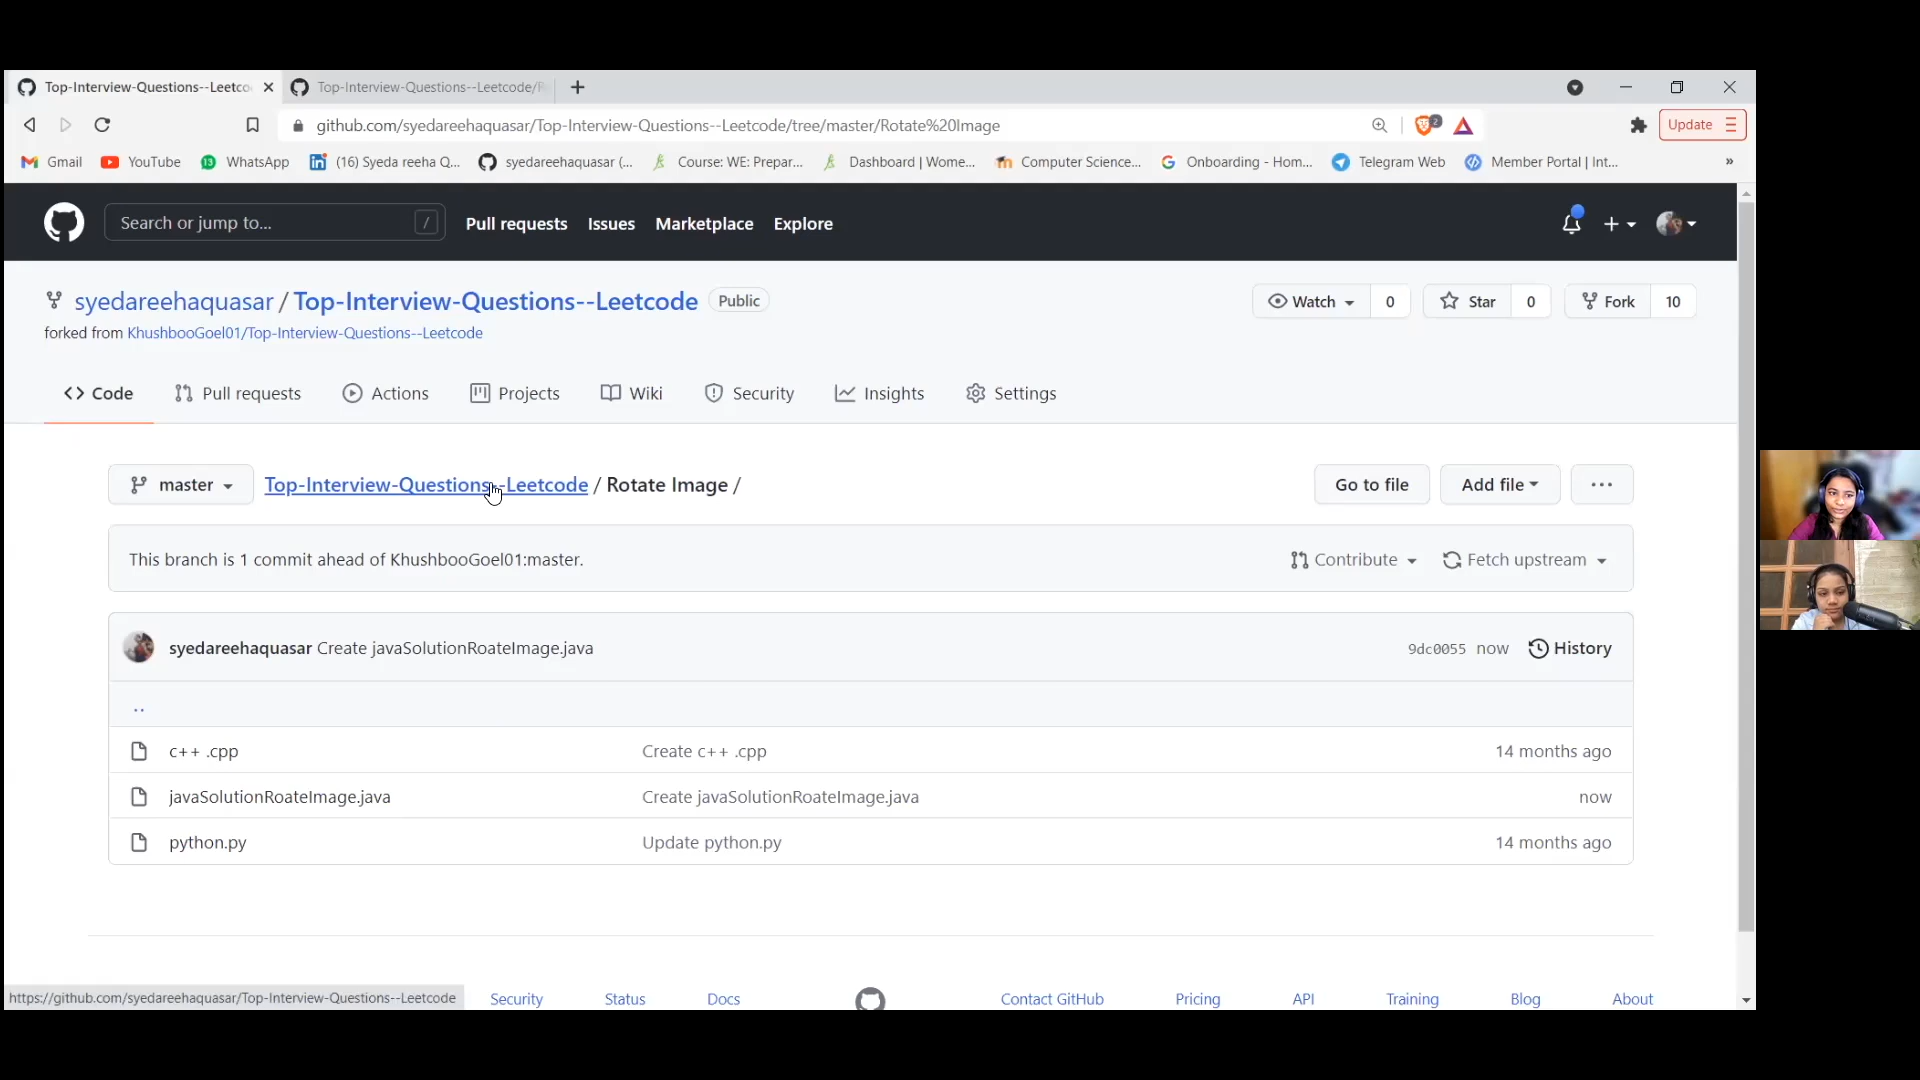 Top-Interview-Questions--Leetco
Top-Interview-Questions--Leetcode/R
github.com/syedareehaquasar/Top-Interview-Questions--Leetcode/tree/master/Rotate%20Image
2
Update
Gmail
YouTube
13
WhatsApp
(16) Syeda reeha Q...
syedareehaquasar (...
Course: WE: Prepar...
Dashboard | Wome...
Computer Science...
Onboarding - Hom...
Telegram Web
Member Portal | Int...
»
Search or jump to...
/
Pull requests
Issues
Marketplace
Explore
syedareehaquasar / Top-Interview-Questions--Leetcode
Public
Watch
0
Star
0
Fork
10
forked from KhushbooGoel01/Top-Interview-Questions--Leetcode
Code
Pull requests
Actions
Projects
Wiki
Security
Insights
Settings
master
Top-Interview-Questions--Leetcode / Rotate Image /
Go to file
Add file
...
This branch is 1 commit ahead of KhushbooGoel01:master.
Contribute
Fetch upstream
syedareehaquasar Create javaSolutionRoateImage.java
9dc0055 now
History
..
c++ .cpp
Create c++ .cpp
14 months ago
javaSolutionRoateImage.java
Create javaSolutionRoateImage.java
now
python.py
Update python.py
14 months ago
https://github.com/syedareehaquasar/Top-Interview-Questions--Leetcode
Security
Status
Docs
Contact GitHub
Pricing
API
Training
Blog
About